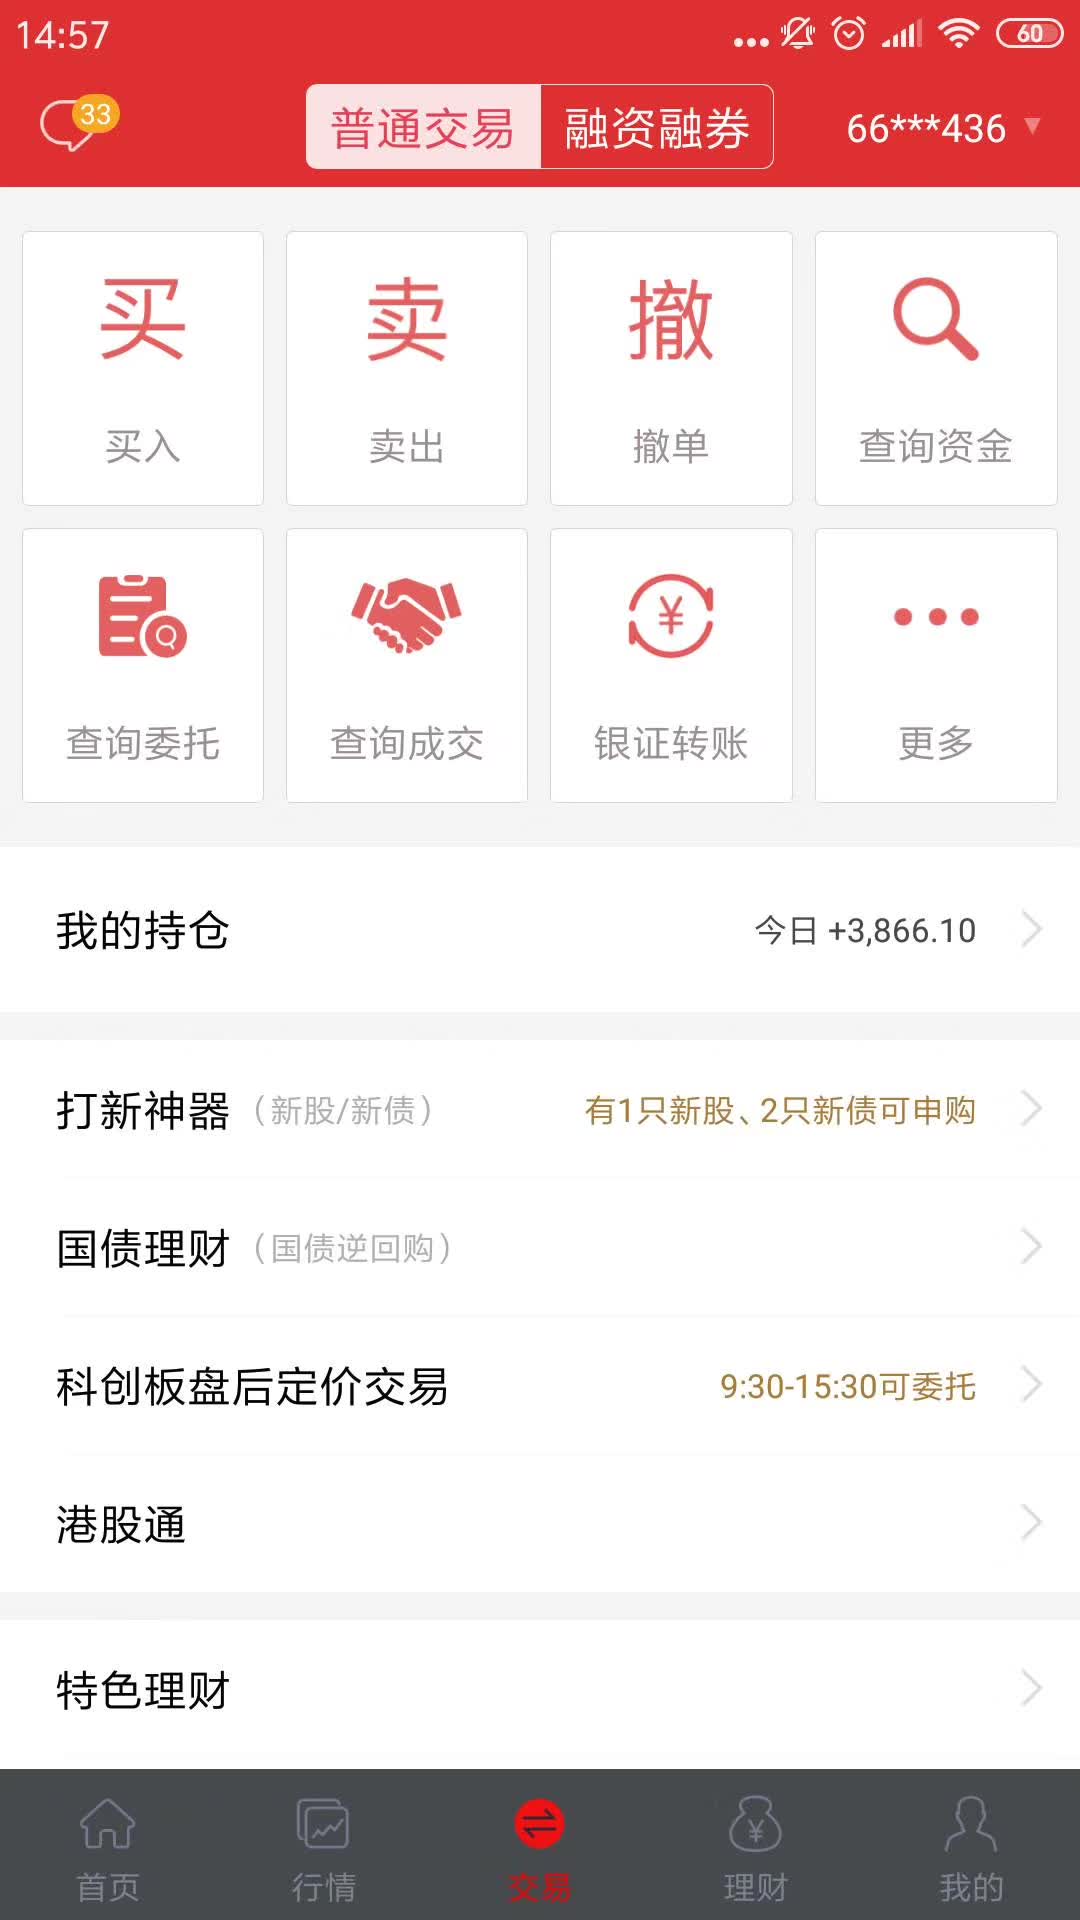 14:57 60
33 普通交易 融资融券 66***436
买 卖 撤
买入 卖出 撤单 查询资金
查询委托 查询成交 银证转账 更多
我的持仓 今日 +3,866.10
打新神器（新股/新债） 有1只新股、2只新债可申购
国债理财（国债逆回购）
科创板盘后定价交易 9:30-15:30可委托
港股通
特色理财
首页 行情 交易 理财 我的